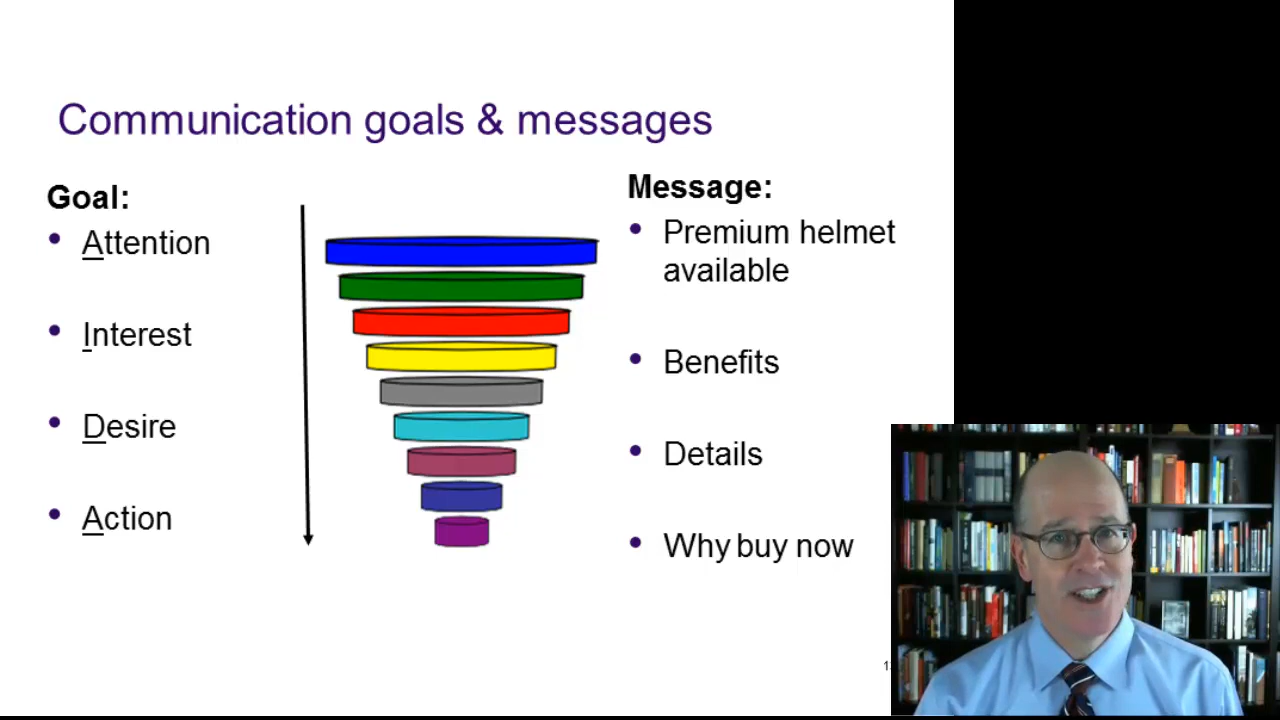 Communication goals & messages
Goal:
• Attention
• Interest
• Desire
• Action
Message:
• Premium helmet
available
• Benefits
• Details
• Why buy now